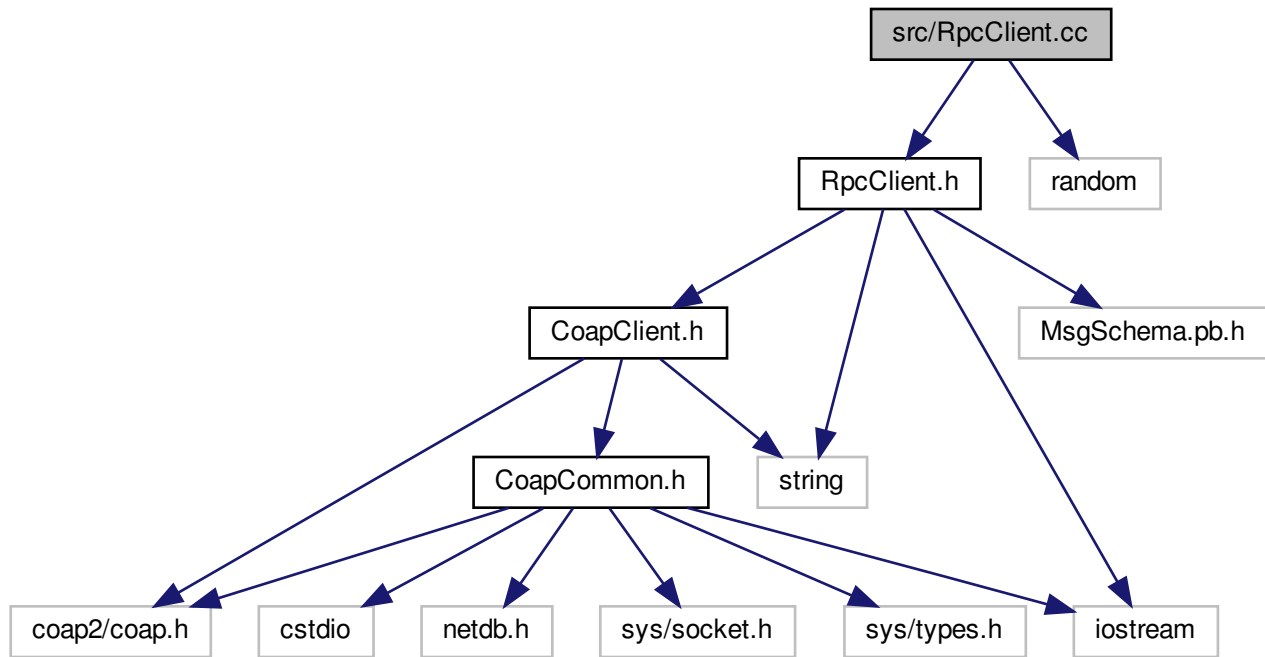 src/RpcClient.cc
RpcClient.h
random
CoapClient.h
MsgSchema.pb.h
CoapCommon.h
string
coap2/coap.h
cstdio
netdb.h
sys/socket.h
sys/types.h
iostream